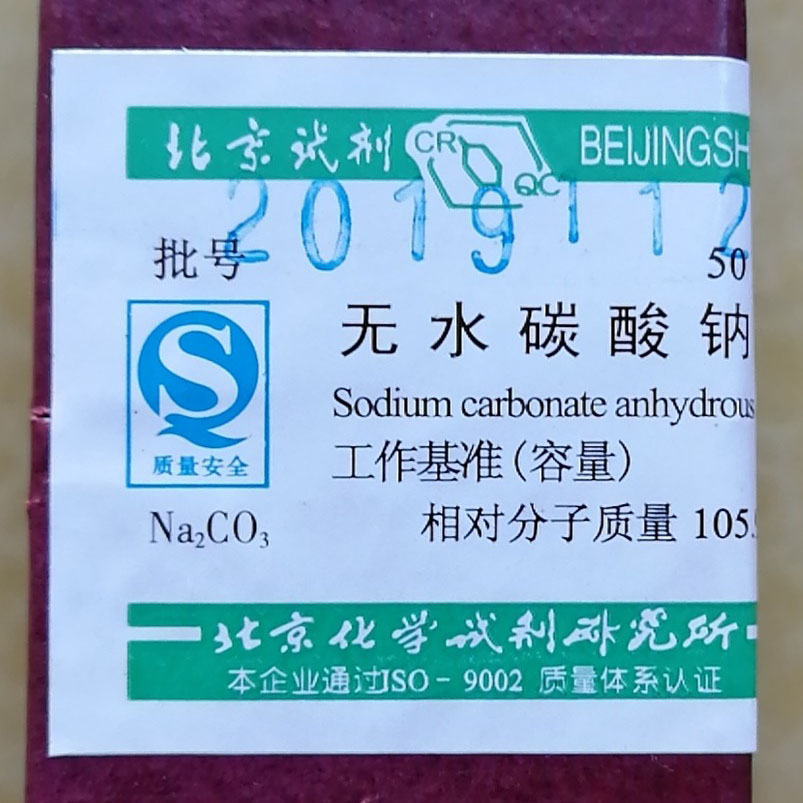 北京试剂 CR QC BEIJINGSH
2019112
批号 50
S
无水碳酸钠
Sodium carbonate anhydrous
质量安全
工作基准(容量)
Na₂CO₃
相对分子质量 105.
北京化学试剂研究所
本企业通过ISO-9002 质量体系认证